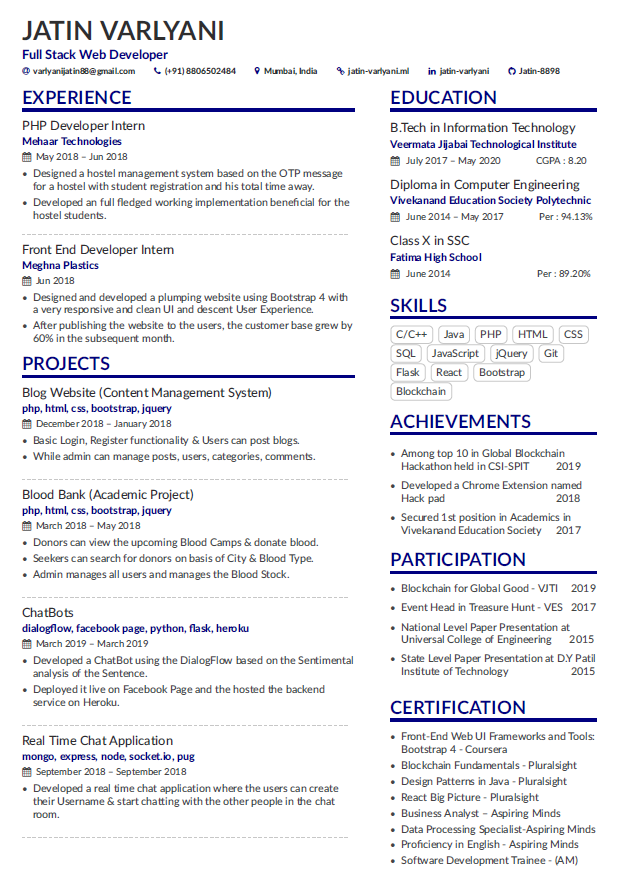 JATIN VARLYANI
Full Stack Web Developer
varlyanijatin88@gmail.com (+91) 8806502484 Mumbai, India jatin-varlyani.ml jatin-varlyani Jatin-8898
EXPERIENCE
PHP Developer Intern
Mehaar Technologies
May 2018 – Jun 2018
• Designed a hostel management system based on the OTP message
for a hostel with student registration and his total time away.
• Developed an full fledged working implementation beneficial for the
hostel students.
Front End Developer Intern
Meghna Plastics
Jun 2018
• Designed and developed a plumping website using Bootstrap 4 with
a very responsive and clean UI and descent User Experience.
• After publishing the website to the users, the customer base grew by
60% in the subsequent month.
PROJECTS
Blog Website (Content Management System)
php, html, css, bootstrap, jquery
December 2018 – January 2018
• Basic Login, Register functionality & Users can post blogs.
• While admin can manage posts, users, categories, comments.
Blood Bank (Academic Project)
php, html, css, bootstrap, jquery
March 2018 – May 2018
• Donors can view the upcoming Blood Camps & donate blood.
• Seekers can search for donors on basis of City & Blood Type.
• Admin manages all users and manages the Blood Stock.
ChatBots
dialogflow, facebook page, python, flask, heroku
March 2019 – March 2019
• Developed a ChatBot using the DialogFlow based on the Sentimental
analysis of the Sentence.
• Deployed it live on Facebook Page and the hosted the backend
service on Heroku.
Real Time Chat Application
mongo, express, node, socket.io, pug
September 2018 – September 2018
• Developed a real time chat application where the users can create
their Username & start chatting with the other people in the chat
room.
EDUCATION
B.Tech in Information Technology
Veermata Jijabai Technological Institute
July 2017 – May 2020 CGPA : 8.20
Diploma in Computer Engineering
Vivekanand Education Society Polytechnic
June 2014 – May 2017 Per : 94.13%
Class X in SSC
Fatima High School
June 2014 Per : 89.20%
SKILLS
C/C++ Java PHP HTML CSS
SQL JavaScript jQuery Git
Flask React Bootstrap
Blockchain
ACHIEVEMENTS
• Among top 10 in Global Blockchain
Hackathon held in CSI-SPIT 2019
• Developed a Chrome Extension named
Hack pad 2018
• Secured 1st position in Academics in
Vivekanand Education Society 2017
PARTICIPATION
• Blockchain for Global Good - VJTI 2019
• Event Head in Treasure Hunt - VES 2017
• National Level Paper Presentation at
Universal College of Engineering 2015
• State Level Paper Presentation at D.Y Patil
Institute of Technology 2015
CERTIFICATION
• Front-End Web UI Frameworks and Tools:
Bootstrap 4 - Coursera
• Blockchain Fundamentals - Pluralsight
• Design Patterns in Java - Pluralsight
• React Big Picture - Pluralsight
• Business Analyst – Aspiring Minds
• Data Processing Specialist-Aspiring Minds
• Proficiency in English - Aspiring Minds
• Software Development Trainee - (AM)